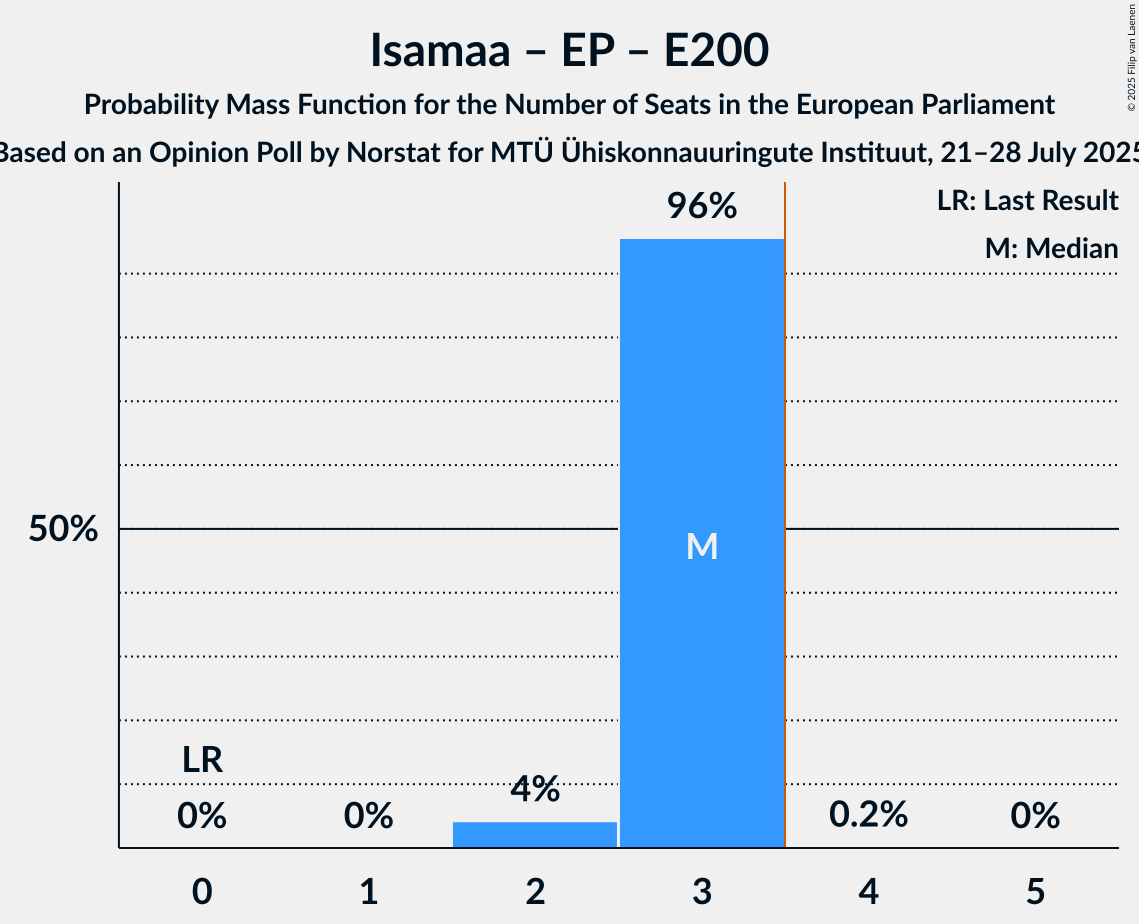 Isamaa – EP – E200
Probability Mass Function for the Number of Seats in the European Parliament
Based on an Opinion Poll by Norstat for MTÜ Ühiskonnauuringute Instituut, 21–28 July 2025
© 2025 Filip van Laenen
LR: Last Result
M: Median
96%
50%
M
LR
0%
0%
4%
0.2%
0%
0
1
2
3
4
5